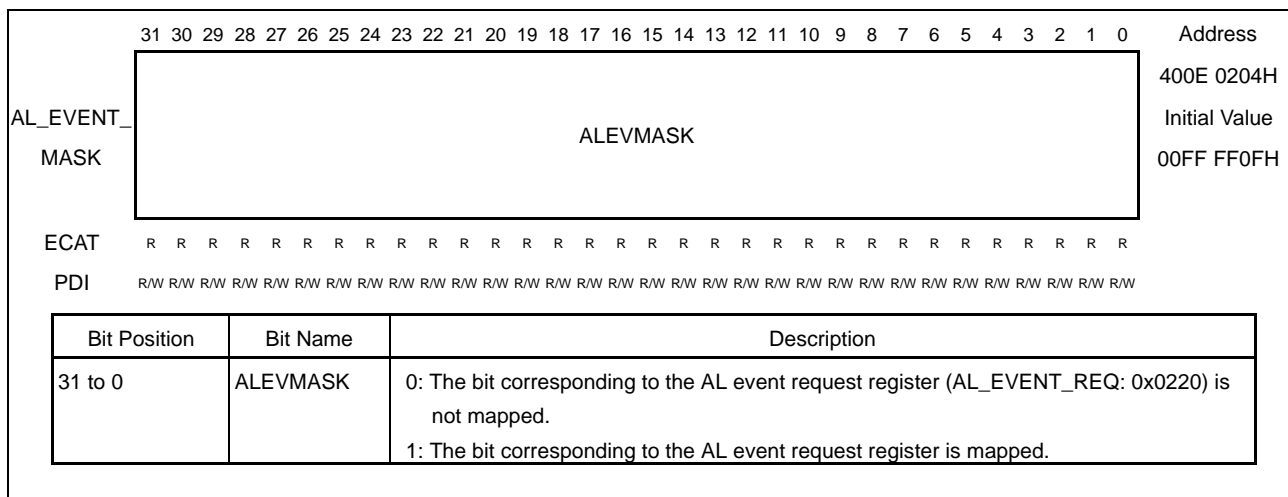 31 30 29 28 27 26 25 24 23 22 21 20 19 18 17 16 15 14 13 12 11 10 9 8 7 6 5 4 3 2 1 0 Address
400E 0204H
AL_EVENT_ ALEVMASK Initial Value
MASK 00FF FF0FH
ECAT R R R R R R R R R R R R R R R R R R R R R R R R R R R R R R R R
PDI R/W R/W R/W R/W R/W R/W R/W R/W R/W R/W R/W R/W R/W R/W R/W R/W R/W R/W R/W R/W R/W R/W R/W R/W R/W R/W R/W R/W R/W R/W R/W R/W
Bit Position Bit Name Description
31 to 0 ALEVMASK 0: The bit corresponding to the AL event request register (AL_EVENT_REQ: 0x0220) is
not mapped.
1: The bit corresponding to the AL event request register is mapped.